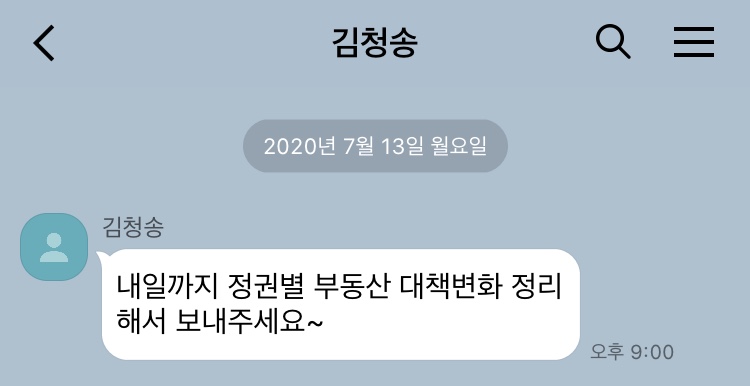 김청송
2020년 7월 13일 월요일
김청송
내일까지 정권별 부동산 대책변화 정리
해서 보내주세요~
오후 9:00